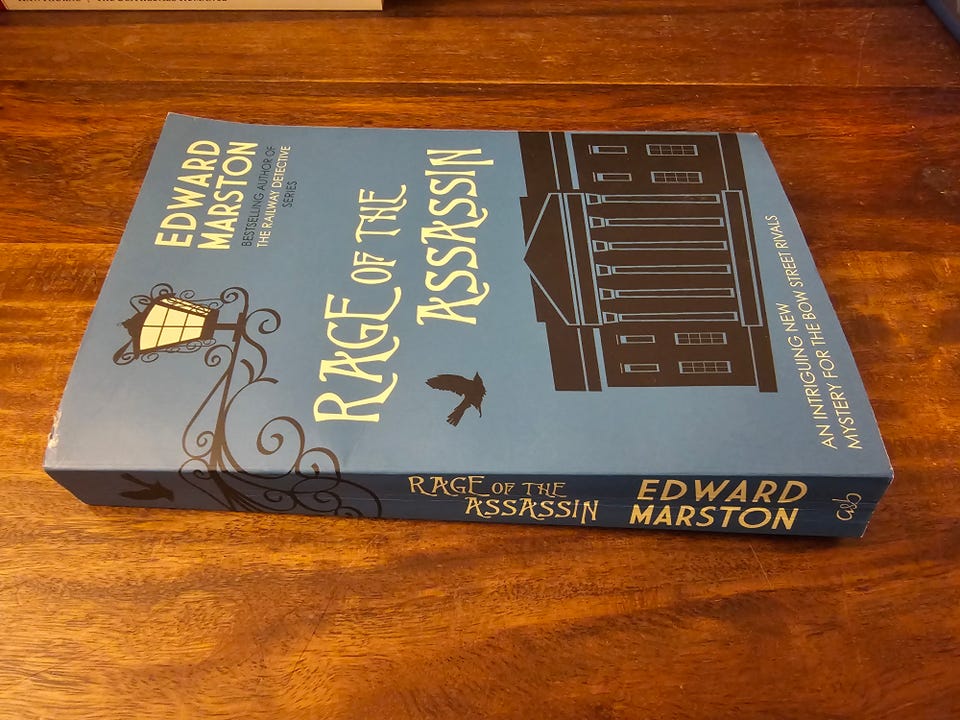 EDWARD
MARSTON
BESTSELLING AUTHOR OF
THE RAILWAY DETECTIVE
SERIES
RAGE OF THE
ASSASSIN
AN INTRIGUING NEW
MYSTERY FOR THE BOW STREET RIVALS
RAGE OF THE
ASSASSIN
EDWARD
MARSTON
a&b